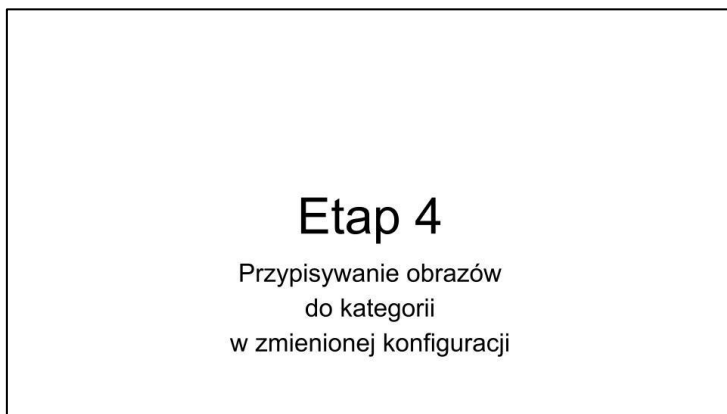 Etap 4
Przypisywanie obrazów
do kategorii
w zmienionej konfiguracji